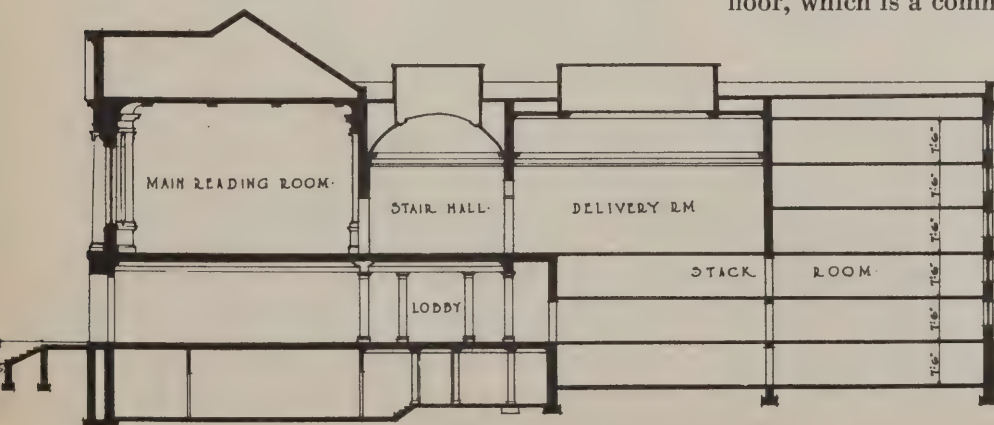 floor, which is a comm
MAIN READING ROOM·
STAIR HALL·
DELIVERY RM
STACK ROOM·
LOBBY
7'-6"
7'-6"
7'-6"
7'-6"
7'-6"
7'-6"